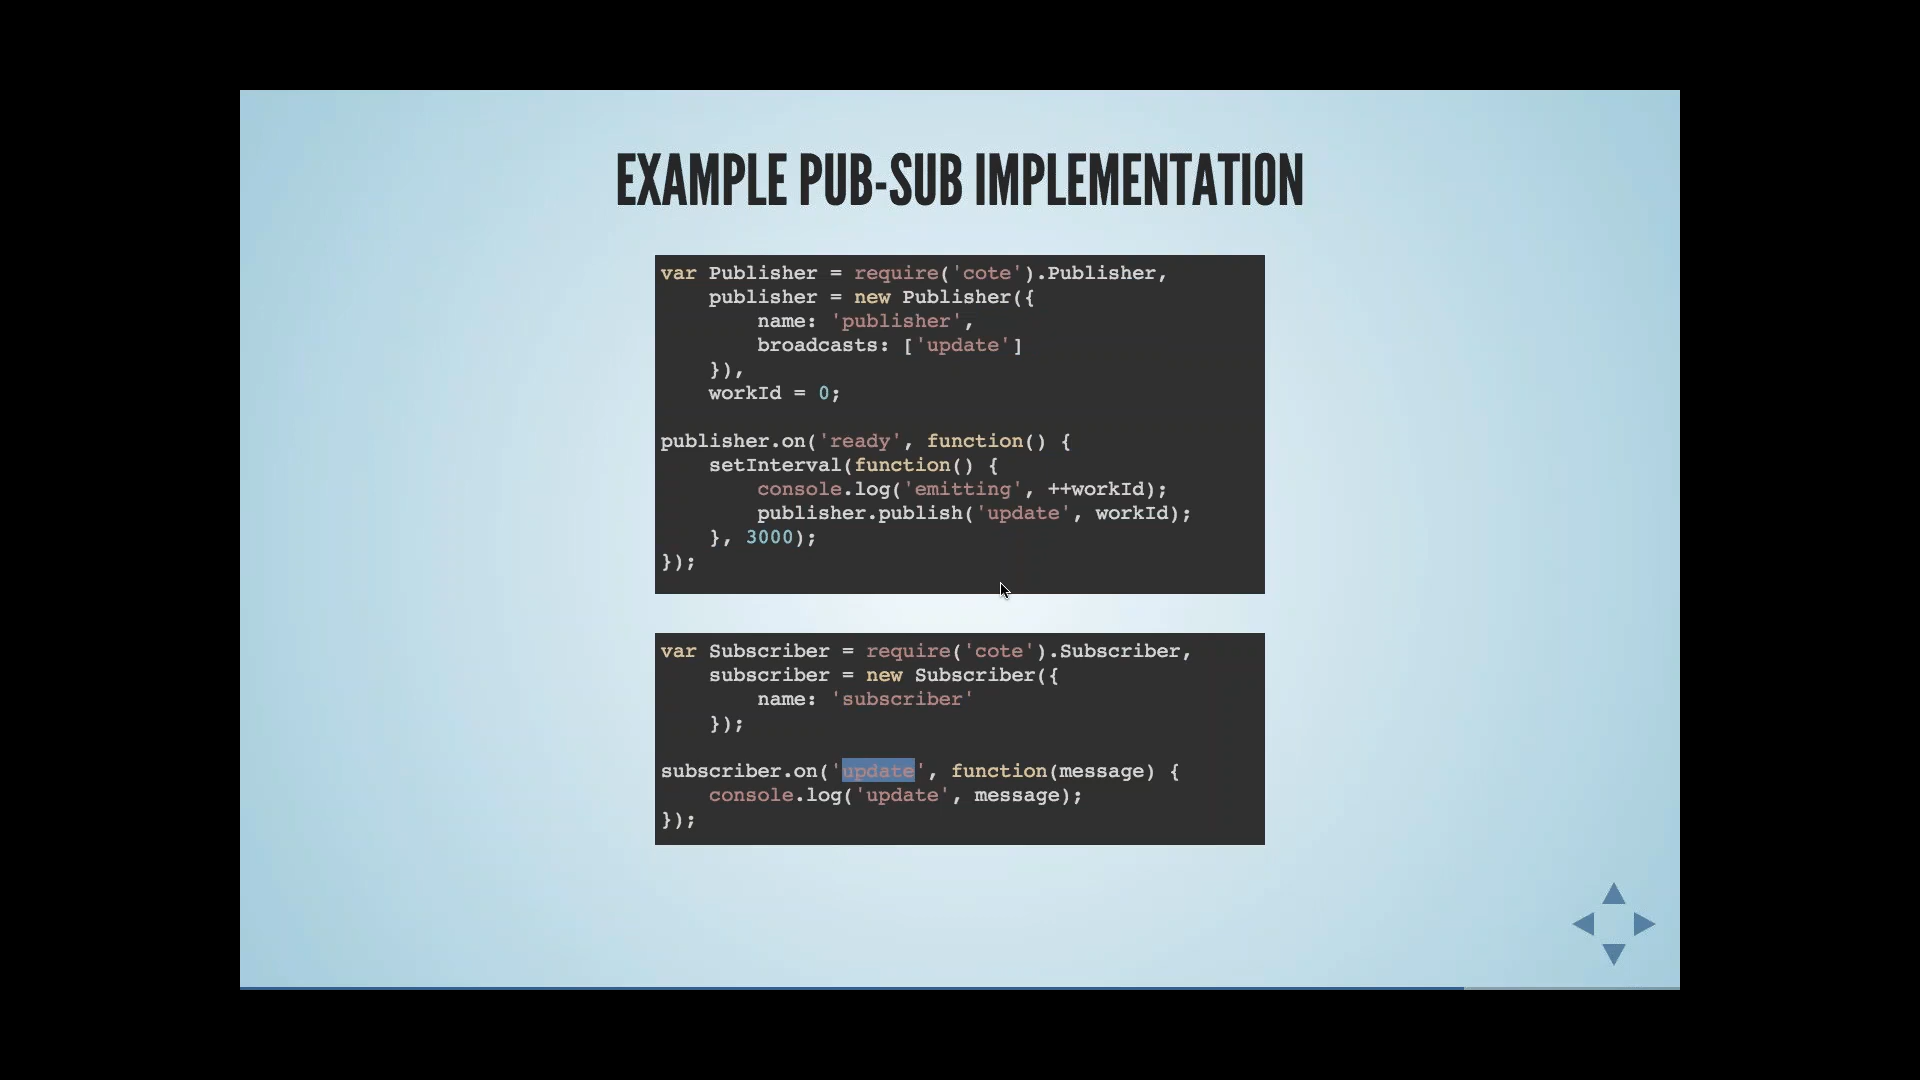 EXAMPLE PUB-SUB IMPLEMENTATION
var Publisher = require('cote').Publisher,
    publisher = new Publisher({
        name: 'publisher',
        broadcasts: ['update']
    }),
    workId = 0;
publisher.on('ready', function() {
    setInterval(function() {
        console.log('emitting', ++workId);
        publisher.publish('update', workId);
    }, 3000);
});
var Subscriber = require('cote').Subscriber,
    subscriber = new Subscriber({
        name: 'subscriber'
    });
subscriber.on('update', function(message) {
    console.log('update', message);
});